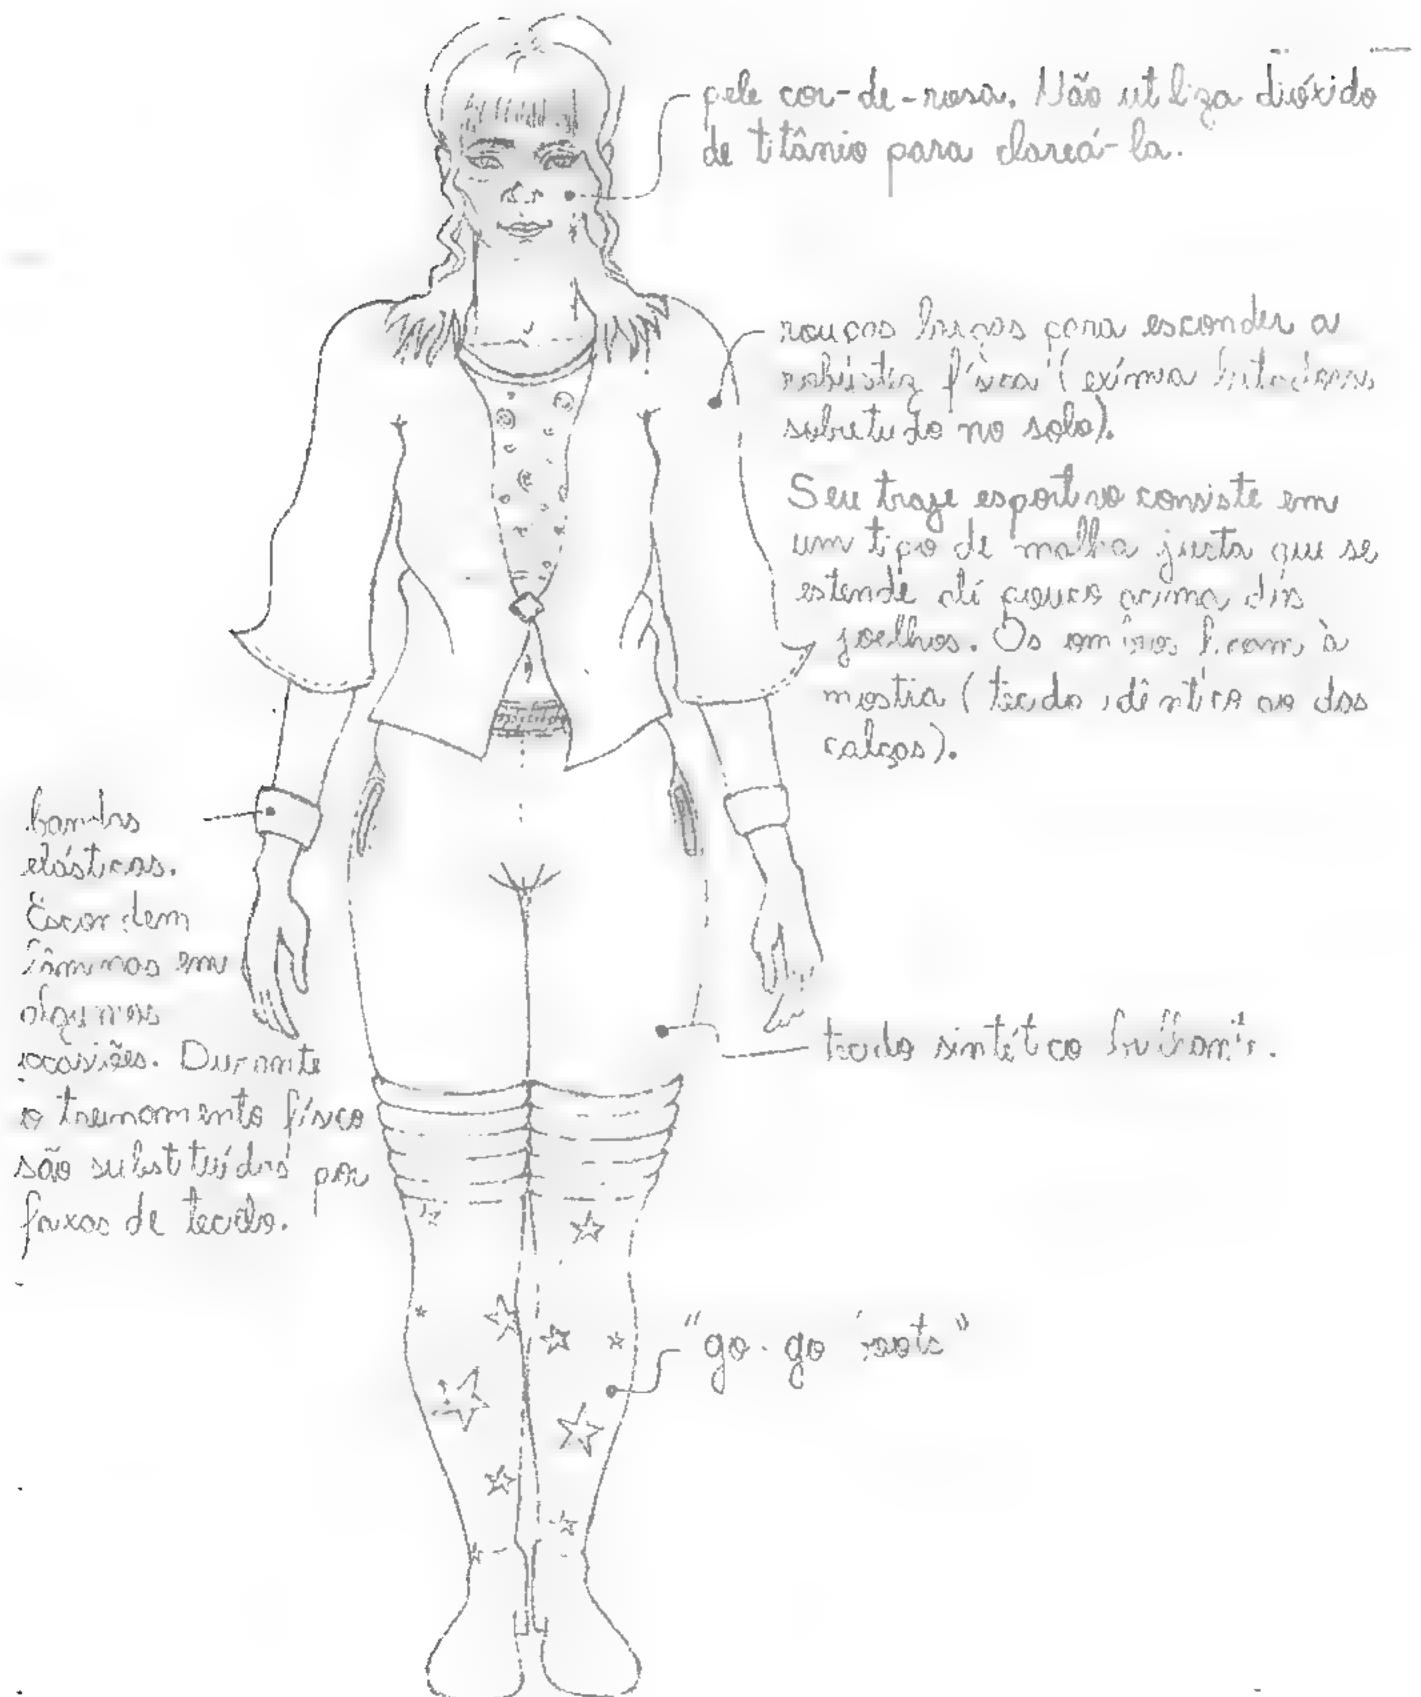 pele cor-de-rosa. Não utiliza dióxido
de titânio para clareá-la.
roupas largas para esconder a
robustez física (exímia lutadora
sobretudo no solo).
Seu traje esportivo consiste em
um tipo de malha justa que se
estende até pouco acima dos
joelhos. Os ombros ficam à
mostra (tecido idêntico ao das
calças).
bandas
elásticas.
Escondem
lâminas em
algumas
ocasiões. Durante
o treinamento físico
são substituídas por
faixas de tecido.
tecido sintético brilhante.
"go-go boots"